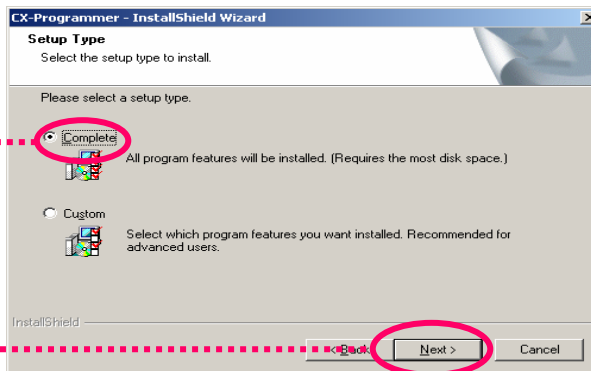 CX-Programmer - InstallShield Wizard
Setup Type
Select the setup type to install.
Please select a setup type.
Complete
All program features will be installed. (Requires the most disk space.)
Custom
Select which program features you want installed. Recommended for
advanced users.
InstallShield
< Back Next > Cancel